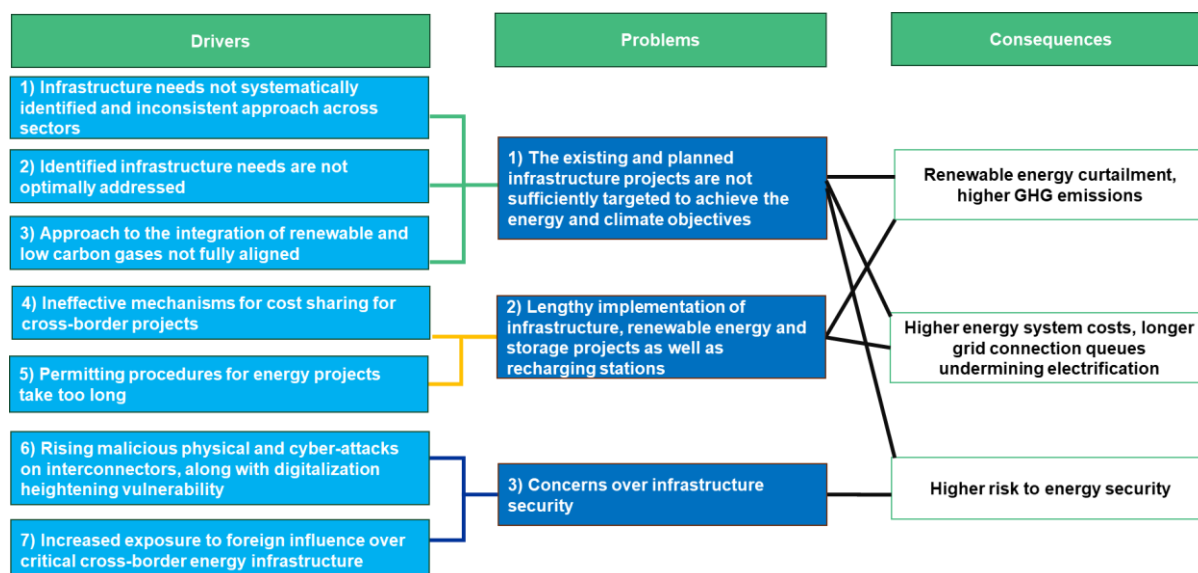 Drivers
Problems
Consequences
1) Infrastructure needs not systematically
identified and inconsistent approach across
sectors
2) Identified infrastructure needs are not
optimally addressed
3) Approach to the integration of renewable and
low carbon gases not fully aligned
4) Ineffective mechanisms for cost sharing for
cross-border projects
5) Permitting procedures for energy projects
take too long
6) Rising malicious physical and cyber-attacks
on interconnectors, along with digitalization
heightening vulnerability
7) Increased exposure to foreign influence over
critical cross-border energy infrastructure
1) The existing and planned
infrastructure projects are not
sufficiently targeted to achieve the
energy and climate objectives
2) Lengthy implementation of
infrastructure, renewable energy and
storage projects as well as
recharging stations
3) Concerns over infrastructure
security
Renewable energy curtailment,
higher GHG emissions
Higher energy system costs, longer
grid connection queues
undermining electrification
Higher risk to energy security